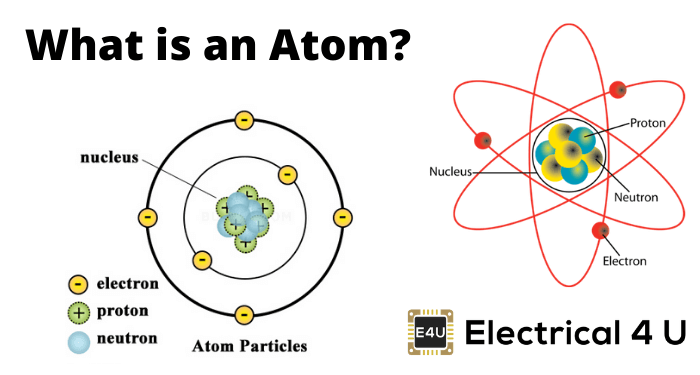 What is an Atom?
nucleus
electron
proton
neutron
Atom Particles
Proton
Nucleus
Neutron
Electron
E4U
Electrical 4 U